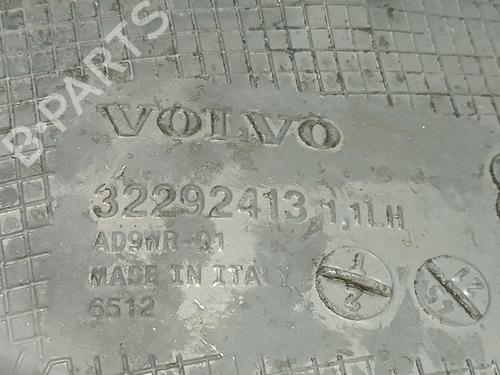 B-PARTS
VOLVO
32292413 1,1LH
AD9WR-01
MADE IN ITALY
6512